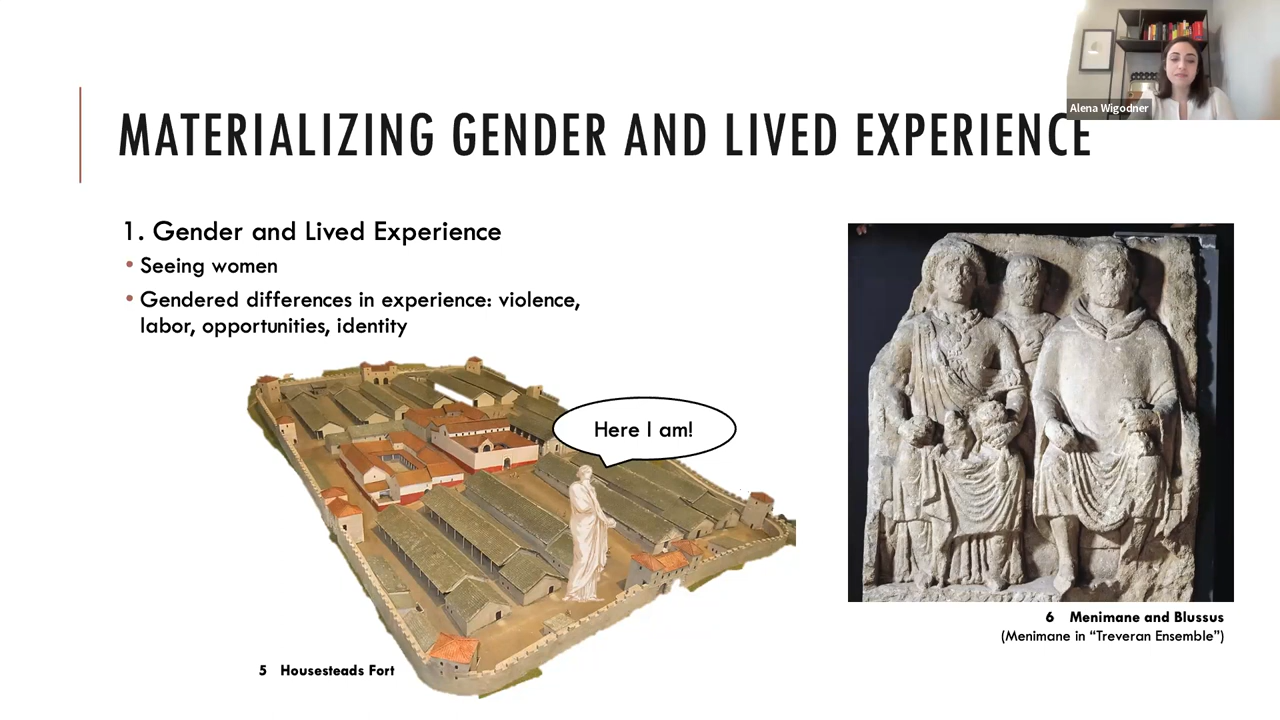 Alena Wigodner
MATERIALIZING GENDER AND LIVED EXPERIENCE
1. Gender and Lived Experience
• Seeing women
• Gendered differences in experience: violence,
labor, opportunities, identity
Here I am!
5 Housesteads Fort
6 Menimane and Blussus
(Menimane in “Treveran Ensemble”)